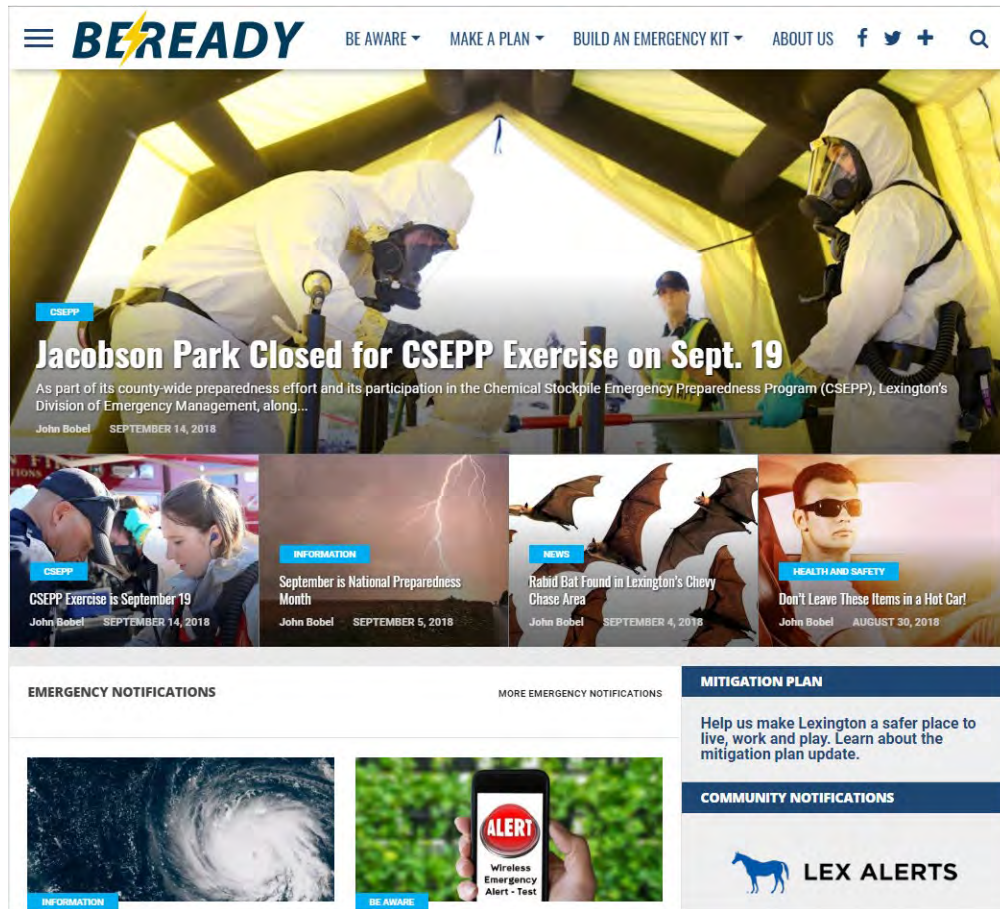 BEREADY
BE AWARE
MAKE A PLAN
BUILD AN EMERGENCY KIT
ABOUT US
CSEPP
Jacobson Park Closed for CSEPP Exercise on Sept. 19
As part of its county-wide preparedness effort and its participation in the Chemical Stockpile Emergency Preparedness Program (CSEPP), Lexington's
Division of Emergency Management, along...
John Bobel SEPTEMBER 14, 2018
CSEPP
CSEPP Exercise is September 19
John Bobel SEPTEMBER 14, 2018
INFORMATION
September is National Preparedness
Month
John Bobel SEPTEMBER 5, 2018
NEWS
Rabid Bat Found in Lexington's Chevy
Chase Area
John Bobel SEPTEMBER 4, 2018
HEALTH AND SAFETY
Don't Leave These Items in a Hot Car!
John Bobel AUGUST 30, 2018
EMERGENCY NOTIFICATIONS
MORE EMERGENCY NOTIFICATIONS
INFORMATION
ALERT
Wireless
Emergency
Alert - Test
BE AWARE
MITIGATION PLAN
Help us make Lexington a safer place to
live, work and play. Learn about the
mitigation plan update.
COMMUNITY NOTIFICATIONS
LEX ALERTS